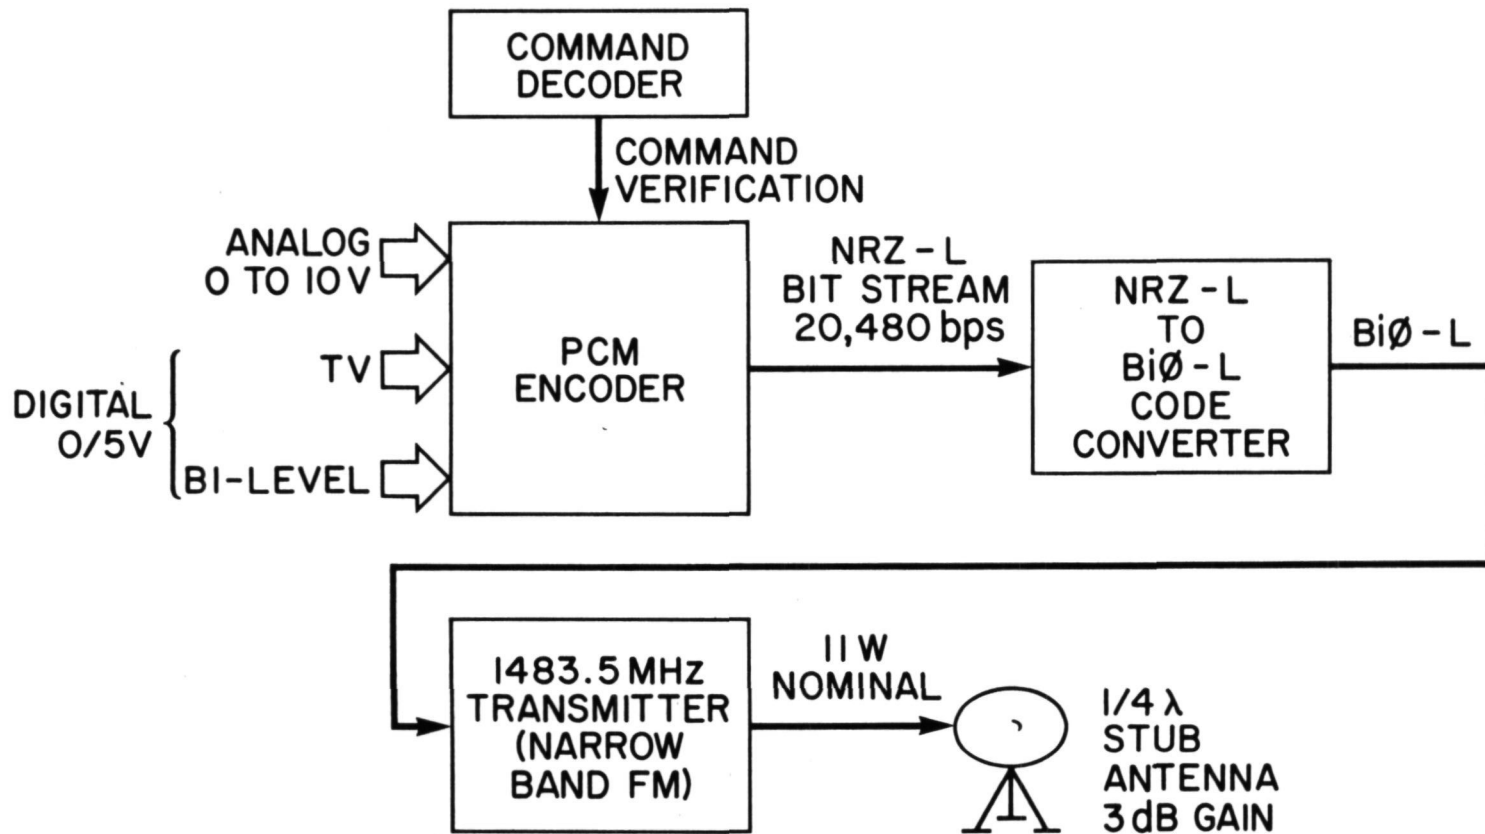 COMMAND
DECODER
COMMAND
VERIFICATION
ANALOG
0 TO 10V
TV
DIGITAL
0/5V
BI-LEVEL
PCM
ENCODER
NRZ-L
BIT STREAM
20,480 bps
NRZ-L
TO
BiØ-L
CODE
CONVERTER
BiØ-L
1483.5 MHz
TRANSMITTER
(NARROW
BAND FM)
11 W
NOMINAL
1/4 λ
STUB
ANTENNA
3 dB GAIN